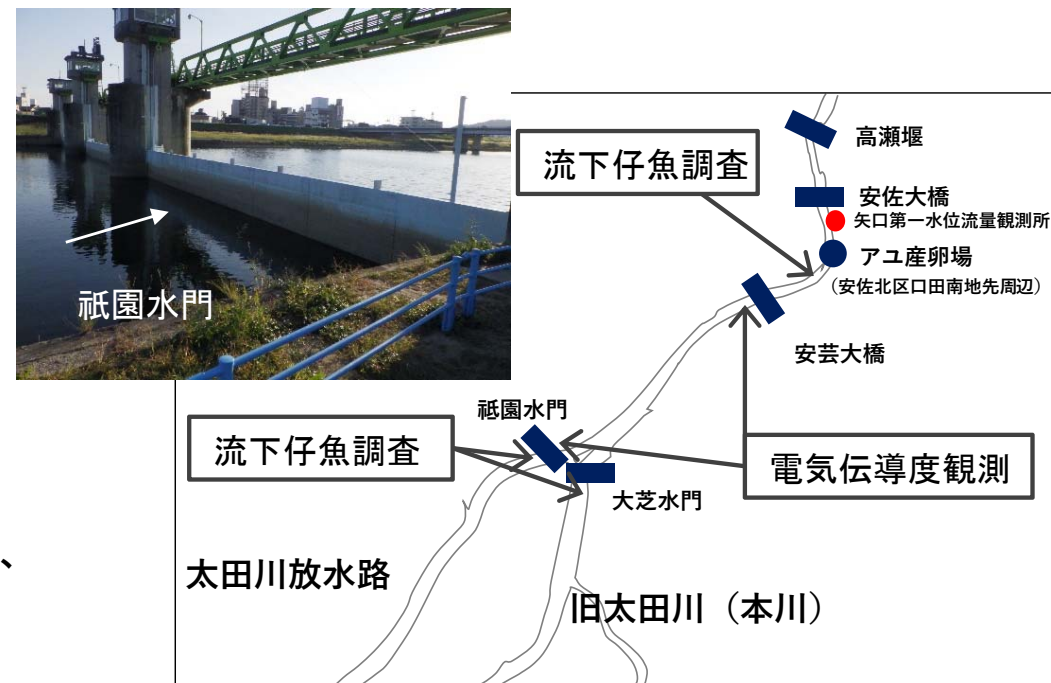 祇園水門
流下仔魚調査
高瀬堰
安佐大橋
矢口第一水位流量観測所
アユ産卵場
（安佐北区口田南地先周辺）
安芸大橋
祇園水門
流下仔魚調査
電気伝導度観測
大芝水門
、
太田川放水路
旧太田川（本川）